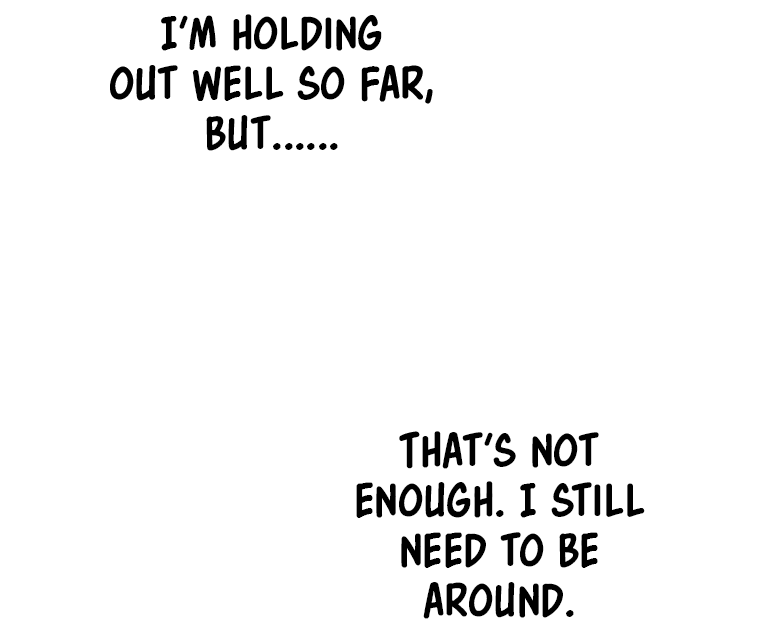 I'M HOLDING
OUT WELL SO FAR,
BUT......
THAT'S NOT
ENOUGH. I STILL
NEED TO BE
AROUND.